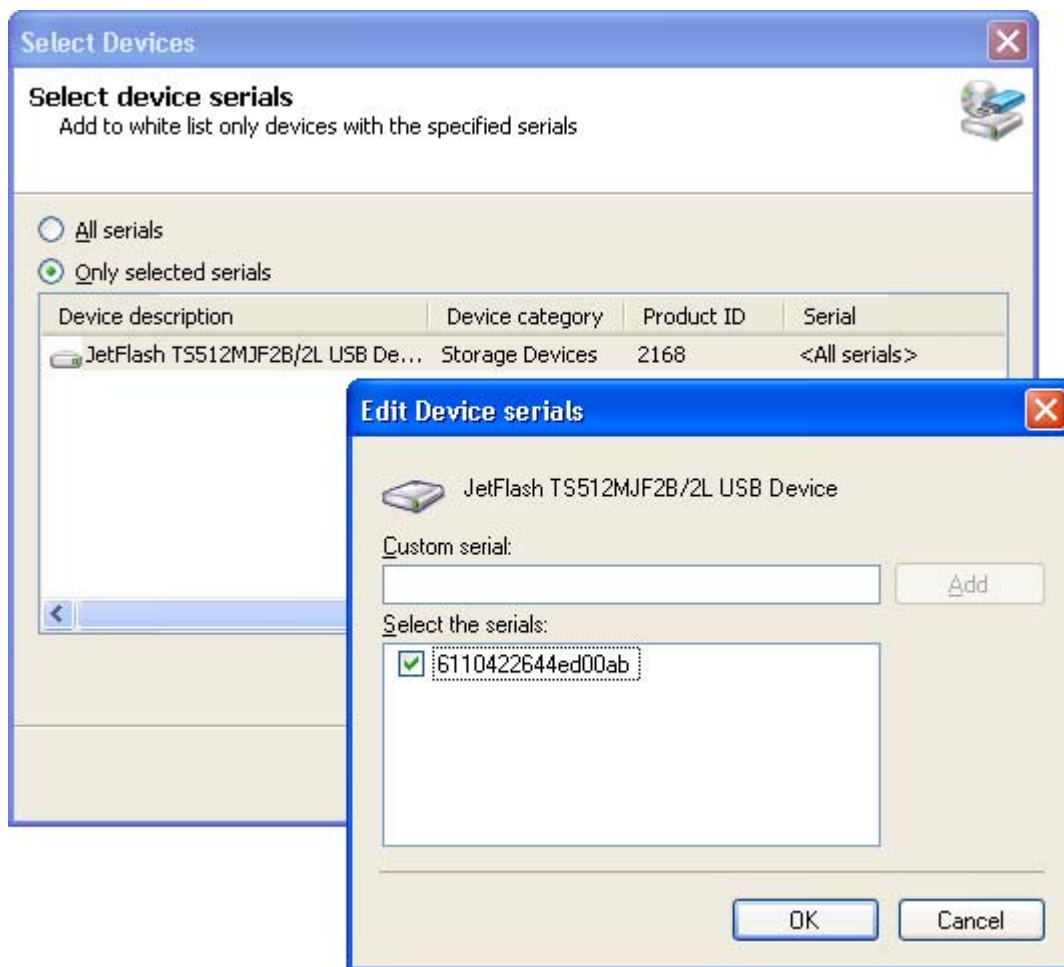 Select Devices
Select device serials
Add to white list only devices with the specified serials
All serials
Only selected serials
Device description Device category Product ID Serial
JetFlash TS512MJF2B/2L USB De... Storage Devices 2168 <All serials>
Edit Device serials
JetFlash TS512MJF2B/2L USB Device
Custom serial:
Add
Select the serials:
6110422644ed00ab
OK Cancel